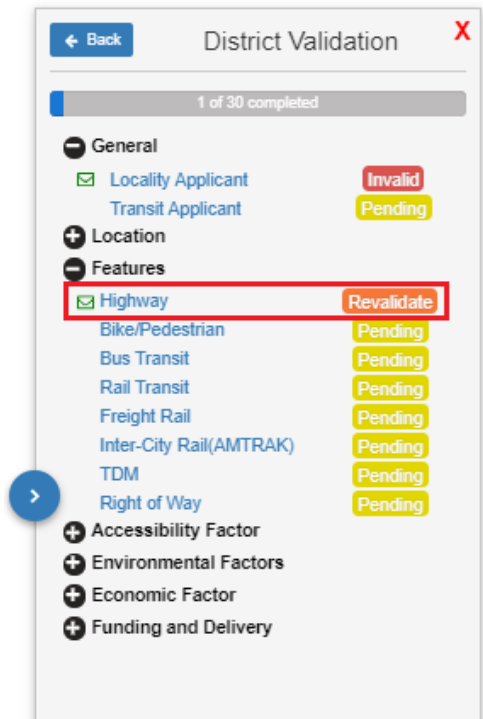 Back District Validation X
1 of 30 completed
General
Locality Applicant Invalid
Transit Applicant Pending
Location
Features
Highway Revalidate
Bike/Pedestrian Pending
Bus Transit Pending
Rail Transit Pending
Freight Rail Pending
Inter-City Rail(AMTRAK) Pending
TDM Pending
Right of Way Pending
Accessibility Factor
Environmental Factors
Economic Factor
Funding and Delivery